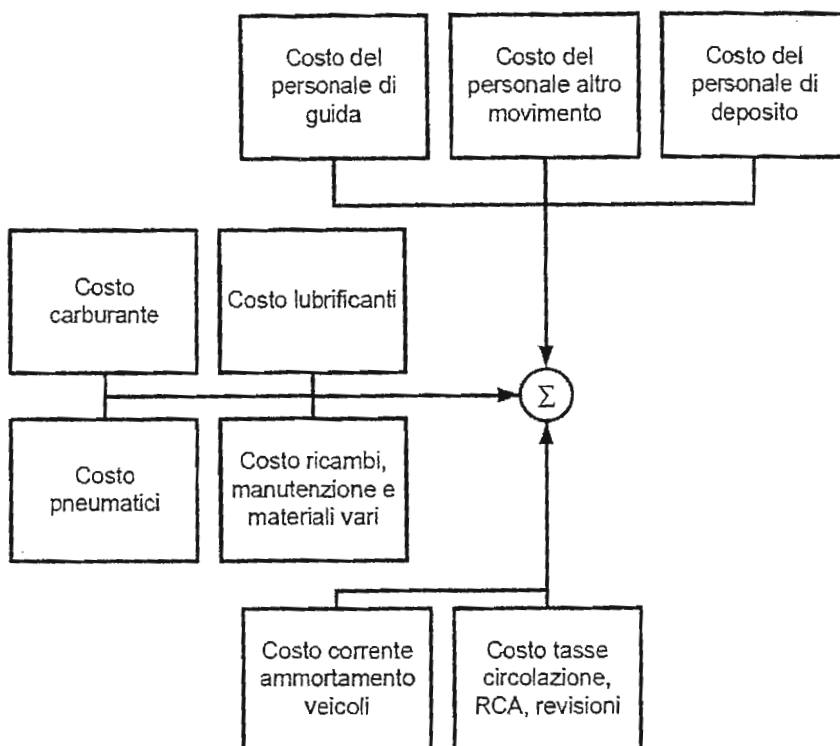 Costo del
personale di
guida
Costo del
personale altro
movimento
Costo del
personale di
deposito
Costo
carburante
Costo lubrificanti
Σ
Costo
pneumatici
Costo ricambi,
manutenzione e
materiali vari
Costo corrente
ammortamento
veicoli
Costo tasse
circolazione,
RCA, revisioni